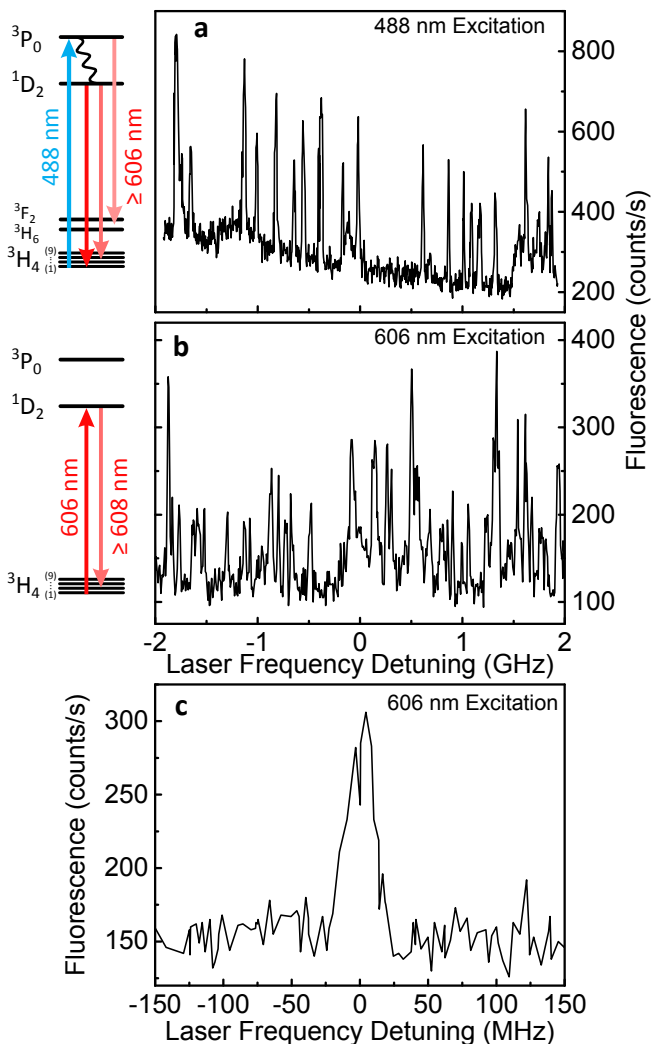 ³P₀
¹D₂
488 nm
≥ 606 nm
³F₂
³H₆
³H₄ (9)
⋮
(1)
a
488 nm Excitation
800
600
400
200
Fluorescence (counts/s)
³P₀
¹D₂
606 nm
≥ 608 nm
³H₄ (9)
⋮
(1)
b
606 nm Excitation
400
300
200
100
-2 -1 0 1 2
Laser Frequency Detuning (GHz)
c
606 nm Excitation
Fluorescence (counts/s)
300
250
200
150
-150 -100 -50 0 50 100 150
Laser Frequency Detuning (MHz)